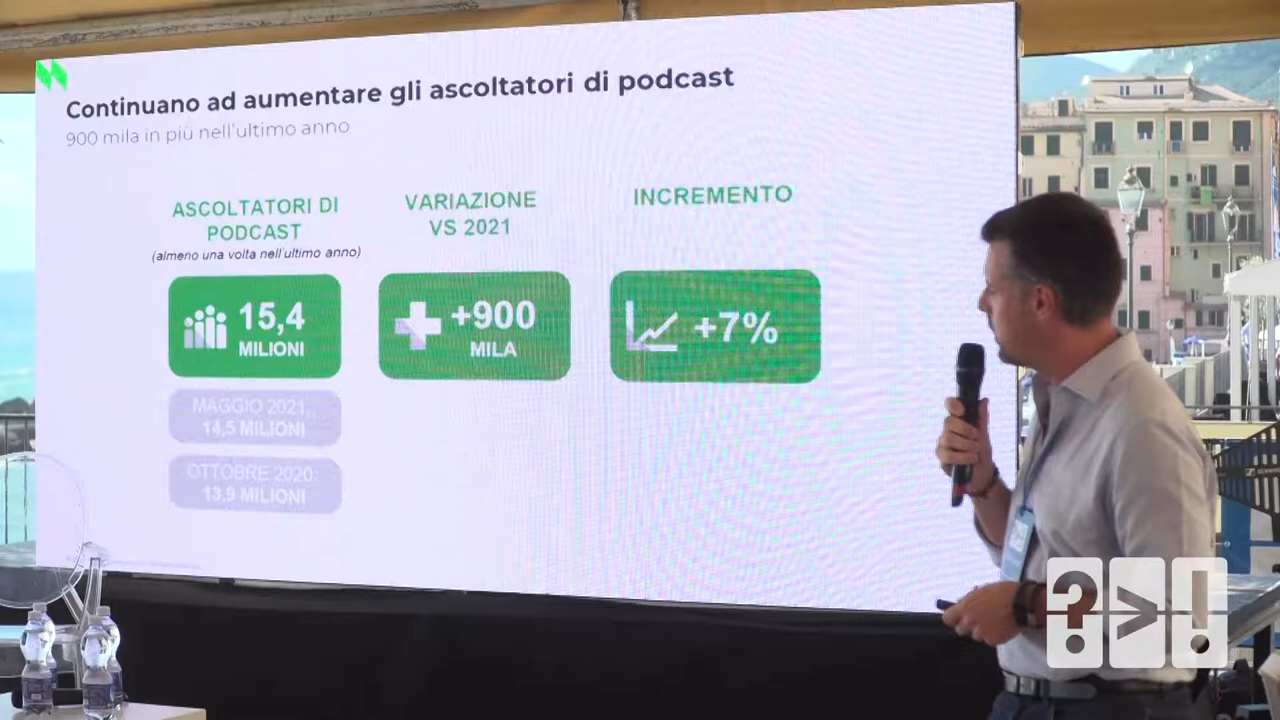 Continuano ad aumentare gli ascoltatori di podcast
900 mila in più nell'ultimo anno
ASCOLTATORI DI
PODCAST
(almeno una volta nell'ultimo anno)
15,4
MILIONI
MAGGIO 2021:
14,5 MILIONI
OTTOBRE 2020:
13,9 MILIONI
VARIAZIONE
VS 2021
+900
MILA
INCREMENTO
+7%
?>!